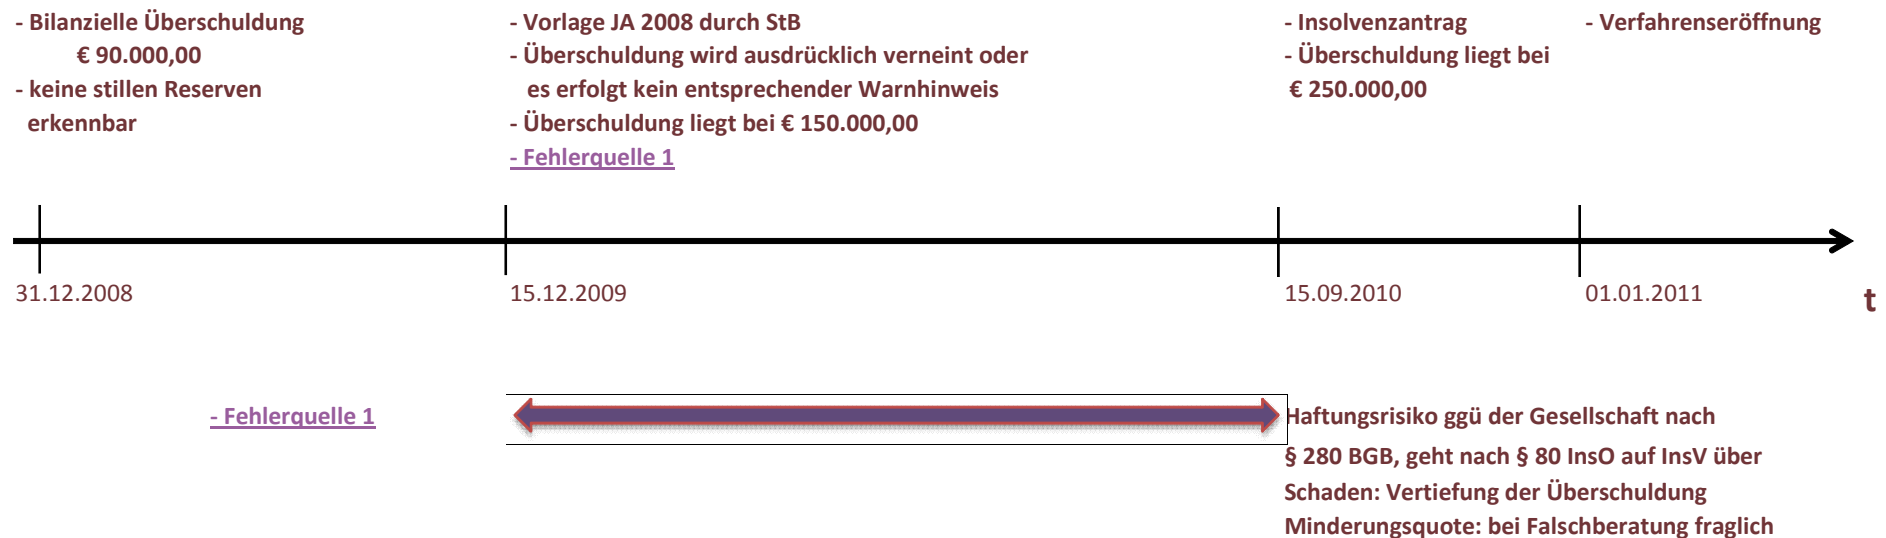 - Bilanzielle Überschuldung
€ 90.000,00
- keine stillen Reserven
erkennbar
- Vorlage JA 2008 durch StB
- Überschuldung wird ausdrücklich verneint oder
es erfolgt kein entsprechender Warnhinweis
- Überschuldung liegt bei € 150.000,00
- Fehlerquelle 1
- Insolvenzantrag
- Überschuldung liegt bei
€ 250.000,00
- Verfahrenseröffnung
31.12.2008
15.12.2009
15.09.2010
01.01.2011
t
- Fehlerquelle 1
Haftungsrisiko ggü der Gesellschaft nach
§ 280 BGB, geht nach § 80 InsO auf InsV über
Schaden: Vertiefung der Überschuldung
Minderungsquote: bei Falschberatung fraglich